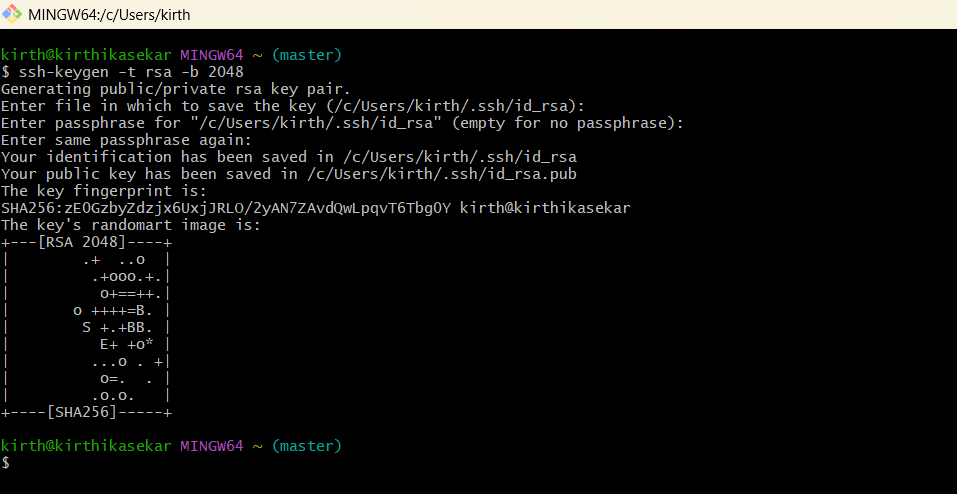 MINGW64:/c/Users/kirth
kirth@kirthikasekar MINGW64 ~ (master)
$ ssh-keygen -t rsa -b 2048
Generating public/private rsa key pair.
Enter file in which to save the key (/c/Users/kirth/.ssh/id_rsa):
Enter passphrase for "/c/Users/kirth/.ssh/id_rsa" (empty for no passphrase):
Enter same passphrase again:
Your identification has been saved in /c/Users/kirth/.ssh/id_rsa
Your public key has been saved in /c/Users/kirth/.ssh/id_rsa.pub
The key fingerprint is:
SHA256:zE0GzbyZdzjx6UxjJRLO/2yAN7ZAvdQwLpqvT6Tbg0Y kirth@kirthikasekar
The key's randomart image is:
+---[RSA 2048]----+
|        .+  ..o  |
|         .+ooo.+.|
|          o+==++.|
|       o ++++=B. |
|        S +.+BB. |
|          E+ +o* |
|         ...o . +|
|          o=.  . |
|         .o.o.   |
+----[SHA256]-----+
kirth@kirthikasekar MINGW64 ~ (master)
$